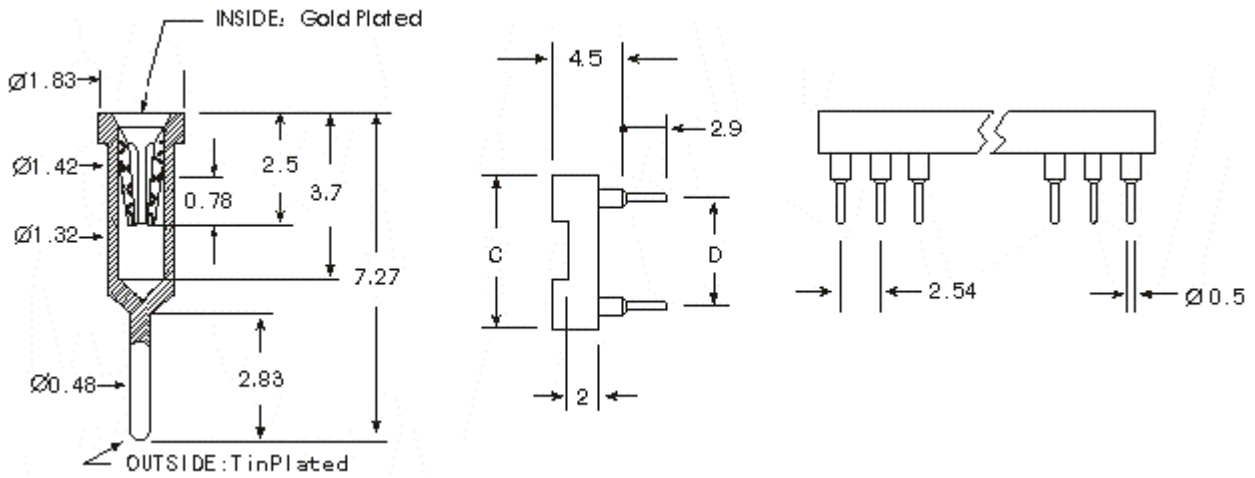 INSIDE: Gold Plated
Ø1.83
Ø1.42
Ø1.32
Ø0.48
2.5
0.78
3.7
7.27
2.83
OUTSIDE:TinPlated
4.5
2.9
C
D
2
2.54
Ø0.5